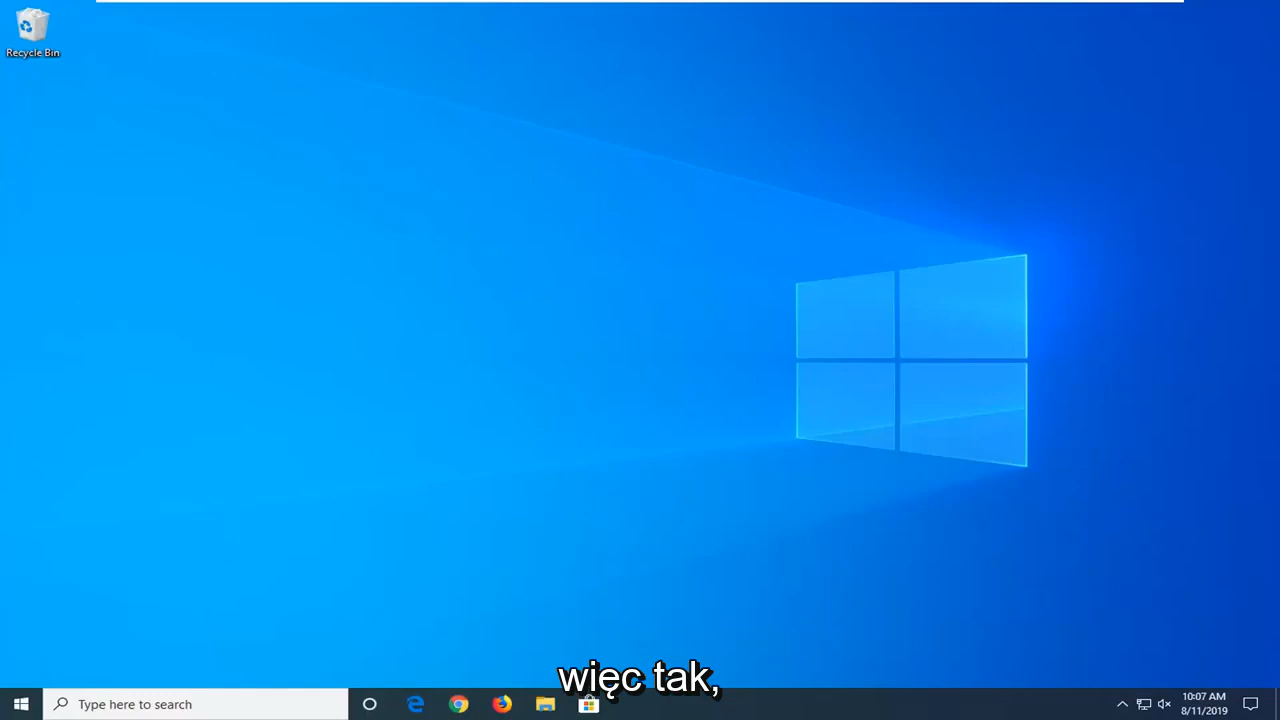 Recycle Bin
więc tak,
Type here to search
10:07 AM
8/11/2019